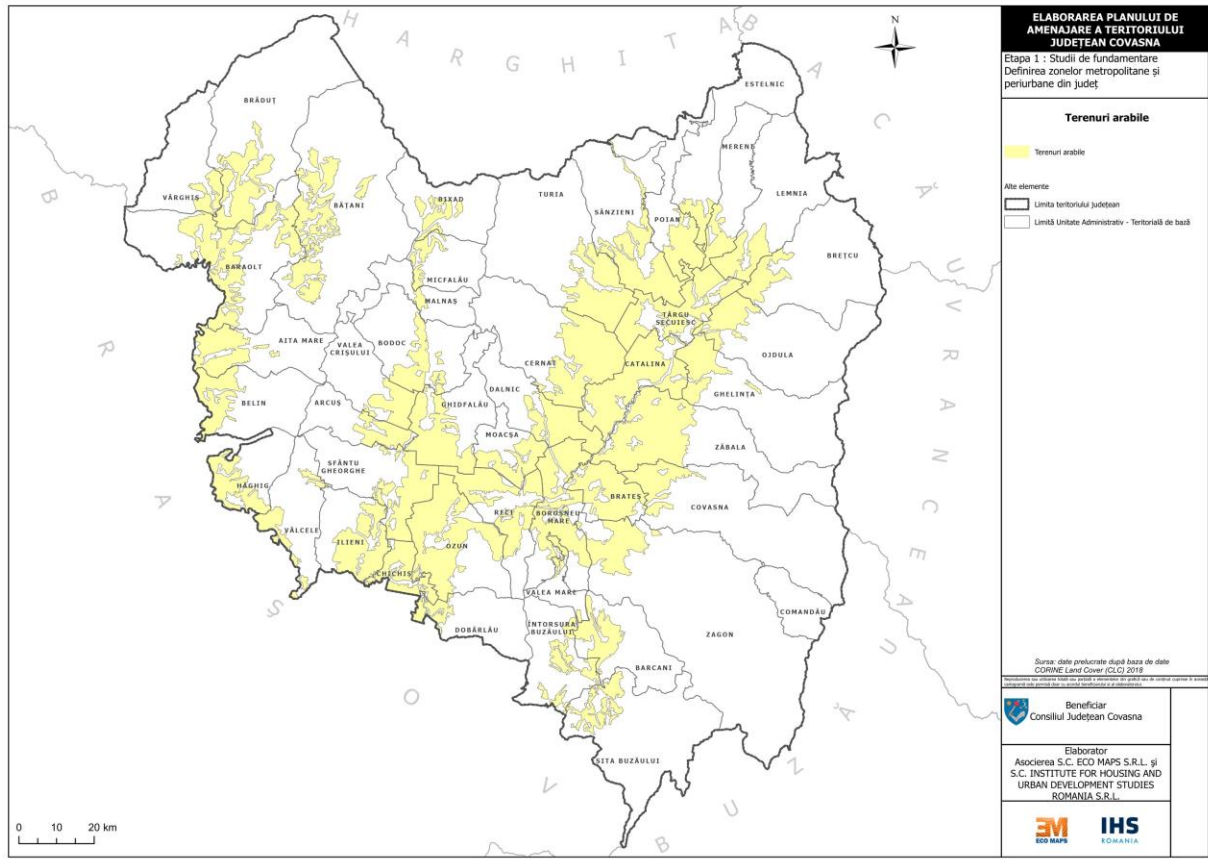 HARGHITA
BACĂU
VRANCEA
BUZĂU
BRAȘOV
N
BRĂDUȚ
ESTELNIC
MERENI
VÂRGHIȘ
BĂȚANI
BIXAD
TURIA
LEMNIA
SÂNZIENI
POIAN
BREȚCU
BARAOLT
MICFALĂU
MALNAȘ
TÂRGU
SECUIESC
AITA MARE
VALEA
CRIȘULUI
BODOC
OJDULA
CERNAT
CATALINA
DALNIC
GHELINȚA
BELIN
ARCUȘ
GHIDFALĂU
MOACȘA
ZĂBALA
SFÂNTU
GHEORGHE
HĂGHIG
BRATEȘ
COVASNA
RECI
BOROȘNEU
MARE
VÂLCELE
ILIENI
OZUN
CHICHIȘ
VALEA MARE
COMANDĂU
DOBÂRLĂU
ÎNTORSURA
BUZĂULUI
ZAGON
BARCANI
SITA BUZĂULUI
0 10 20 km
ELABORAREA PLANULUI DE
AMENAJARE A TERITORIULUI
JUDEȚEAN COVASNA
Etapa 1 : Studii de fundamentare
Definirea zonelor metropolitane și
periurbane din județ
Terenuri arabile
Terenuri arabile
Alte elemente
Limita teritoriului județean
Limită Unitate Administrativ - Teritorială de bază
Sursa: date prelucrate după baza de date
CORINE Land Cover (CLC) 2018
Beneficiar
Consiliul Județean Covasna
Elaborator
Asocierea S.C. ECO MAPS S.R.L. și
S.C. INSTITUTE FOR HOUSING AND
URBAN DEVELOPMENT STUDIES
ROMANIA S.R.L.
ECO MAPS
IHS
ROMANIA